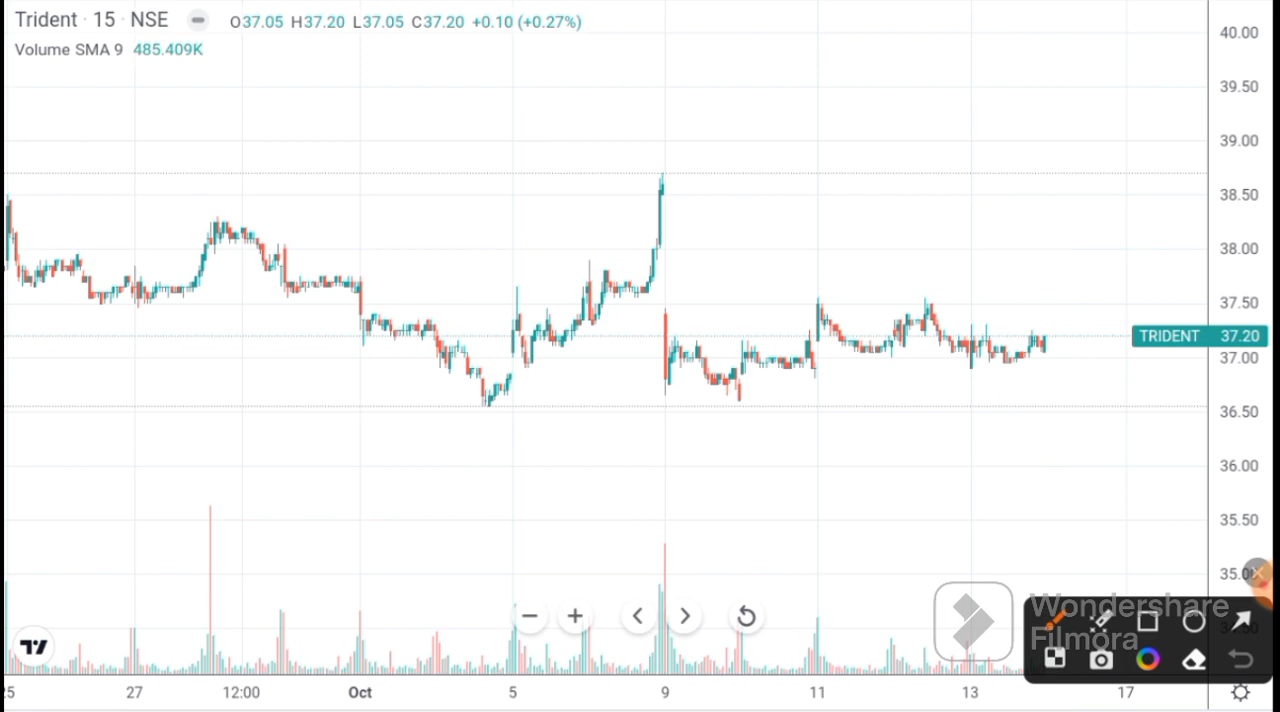 Trident · 15 · NSE O37.05 H37.20 L37.05 C37.20 +0.10 (+0.27%)
Volume SMA 9 485.409K
40.00
39.50
39.00
38.50
38.00
37.50
TRIDENT 37.20
37.00
36.50
36.00
35.50
Wondershare
Filmora
25 27 12:00 Oct 5 9 11 13 17